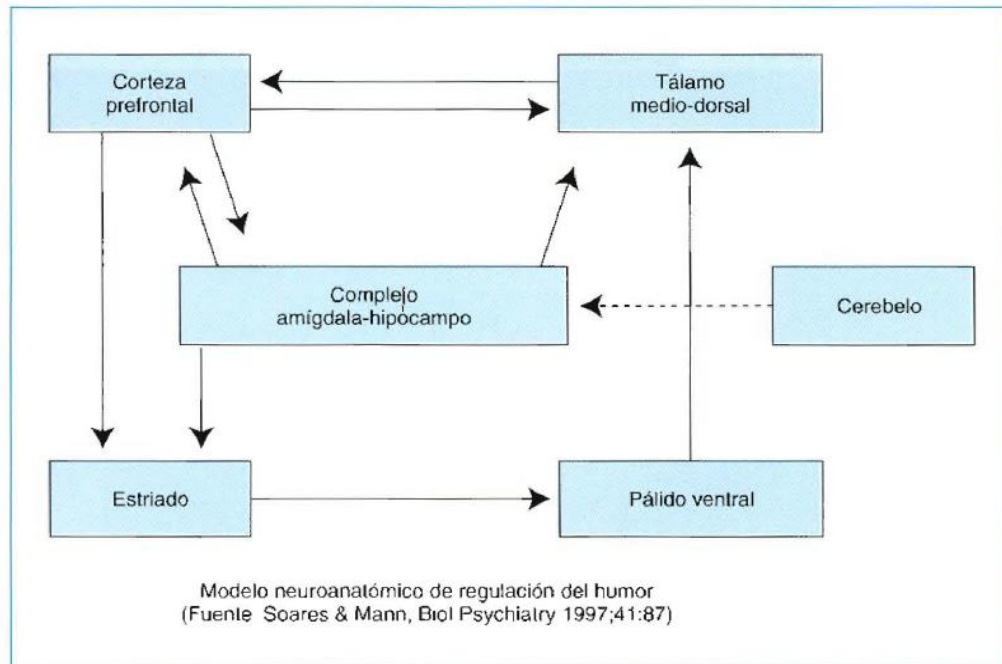 Corteza
prefrontal
Tálamo
medio-dorsal
Complejo
amígdala-hipocampo
Cerebelo
Estriado
Pálido ventral
Modelo neuroanatómico de regulación del humor
(Fuente Soares & Mann, Biol Psychiatry 1997;41:87)